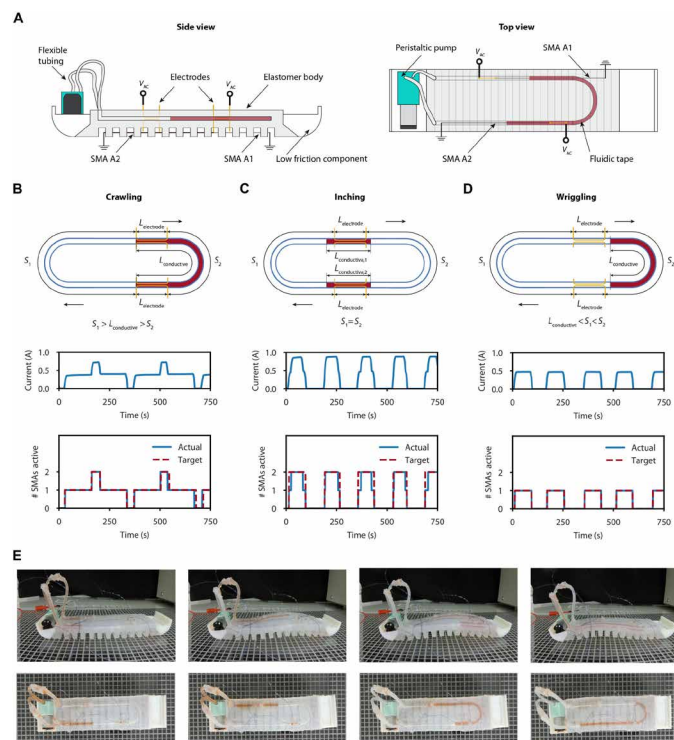 A
Side view
Top view
Flexible
tubing
Electrodes
Elastomer body
V_AC
V_AC
SMA A2
SMA A1
Low friction component
Peristaltic pump
V_AC
SMA A1
SMA A2
V_AC
Fluidic tape
B
Crawling
L_electrode
S_1
S_2
L_conductive
L_electrode
S_1 > L_conductive > S_2
Current (A)
1.0
0.5
0.0
0 250 500 750
Time (s)
# SMAs active
Actual
Target
2
1
0
0 250 500 750
Time (s)
C
Inching
L_electrode
L_conductive,1
S_1
S_2
L_conductive,2
L_electrode
S_1 = S_2
Current (A)
1.0
0.5
0.0
0 250 500 750
Time (s)
# SMAs active
Actual
Target
2
1
0
0 250 500 750
Time (s)
D
Wriggling
L_electrode
S_1
S_2
L_conductive
L_electrode
L_conductive < S_1 < S_2
Current (A)
1.0
0.5
0.0
0 250 500 750
Time (s)
# SMAs active
Actual
Target
2
1
0
0 250 500 750
Time (s)
E